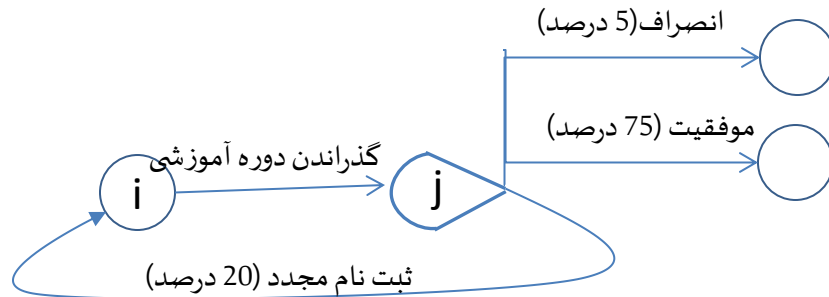 انصراف(5 درصد)
موفقیت (75 درصد)
گذراندن دوره آموزشی
i
j
ثبت نام مجدد (20 درصد)